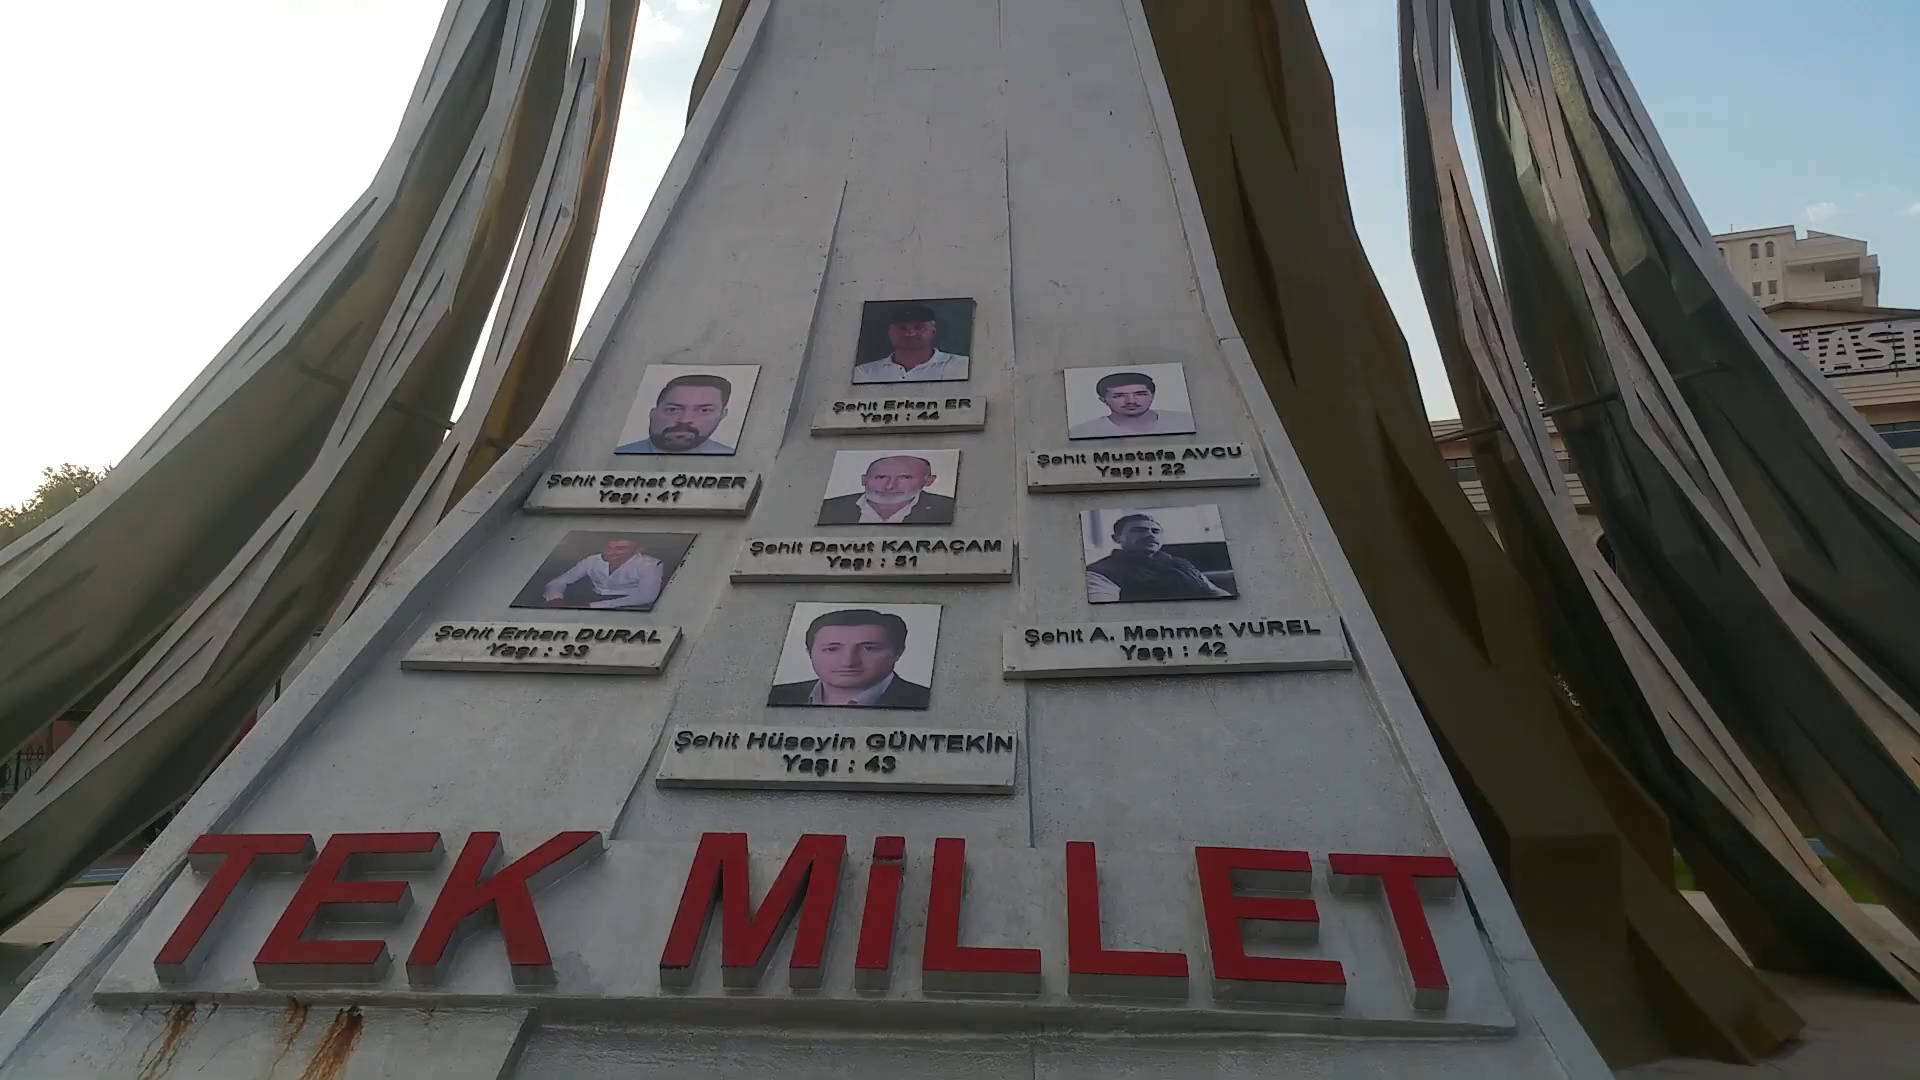 Şehit Erkan ER
Yaşı : 44
Şehit Serhat ÖNDER
Yaşı : 41
Şehit Mustafa AVCU
Yaşı : 22
Şehit Davut KARAÇAM
Yaşı : 51
Şehit Erhan DURAL
Yaşı : 33
Şehit A. Mehmet VUREL
Yaşı : 42
Şehit Hüseyin GÜNTEKİN
Yaşı : 43
TEK MİLLET